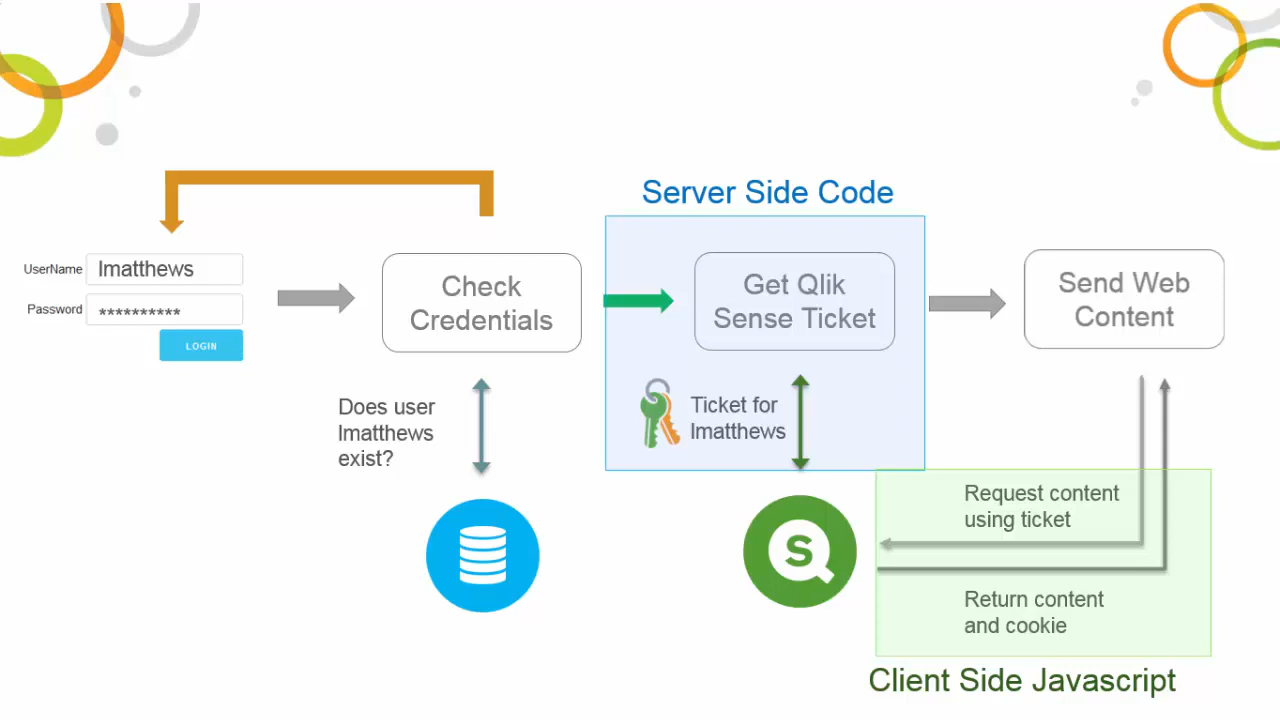 Server Side Code
UserName
lmatthews
Password
**********
LOGIN
Check
Credentials
Get Qlik
Sense Ticket
Send Web
Content
Does user
lmatthews
exist?
Ticket for
lmatthews
S
Request content
using ticket
Return content
and cookie
Client Side Javascript